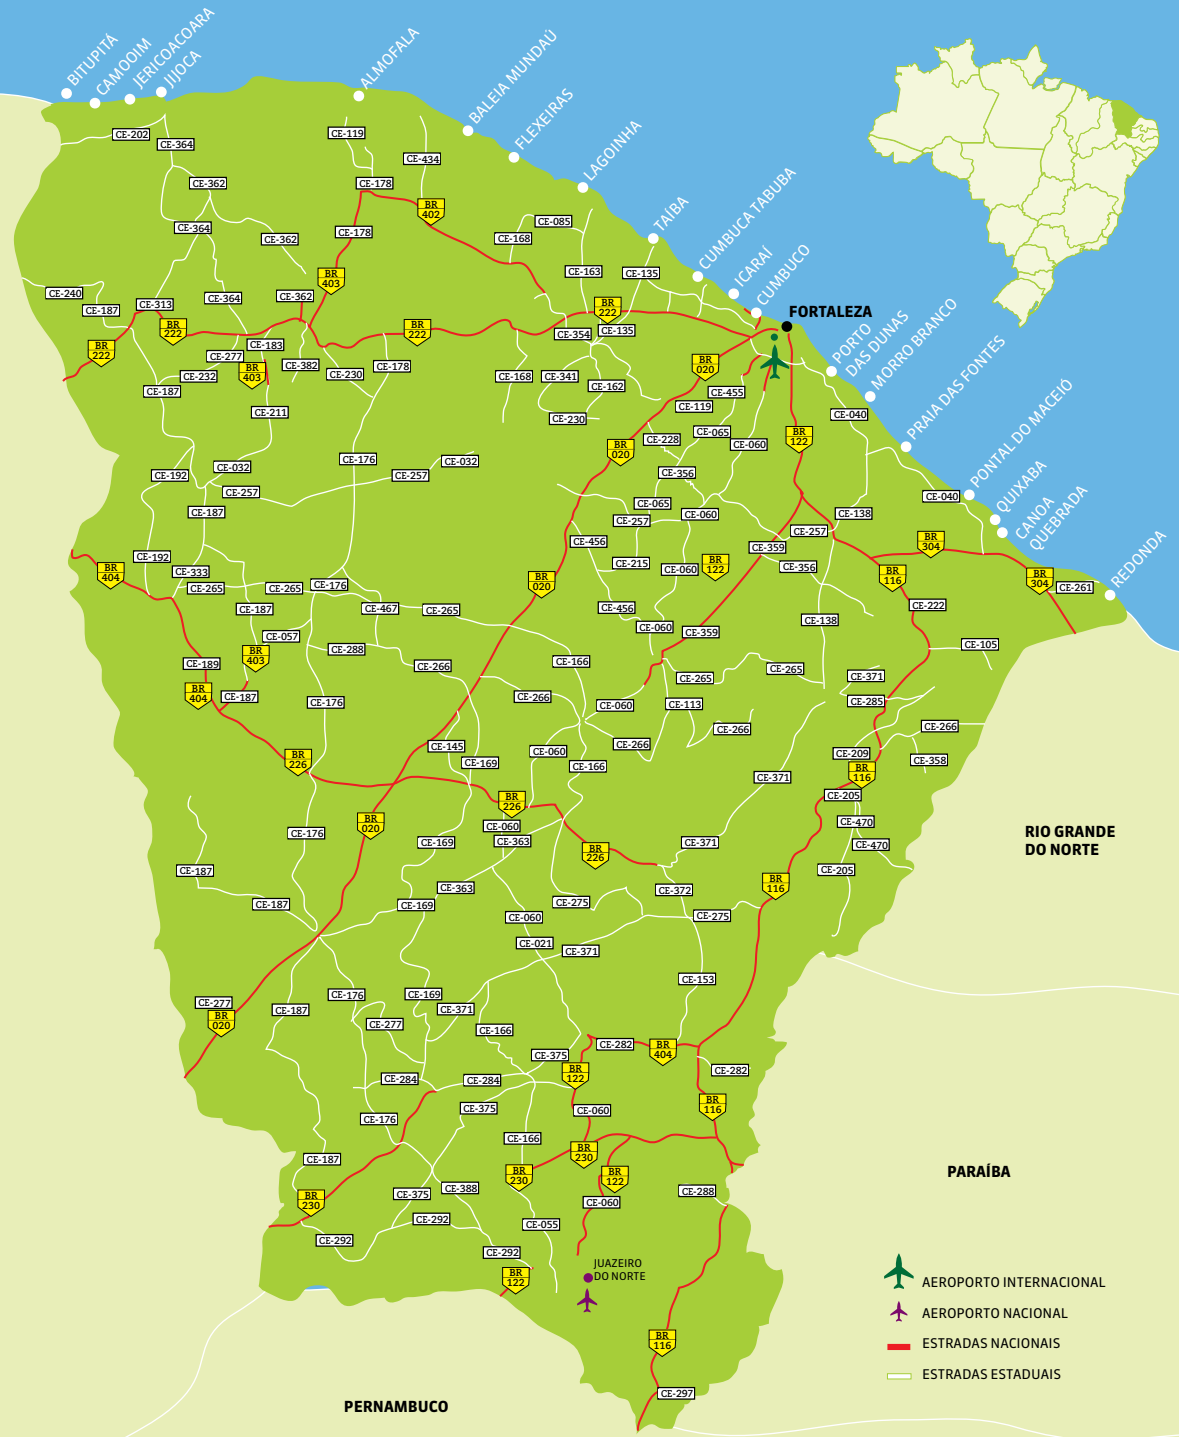 BITUPITÁ
CAMOOIM
JERICOACOARA
JIJOCA
ALMOFALA
BALEIA MUNDAÚ
FLEXEIRAS
LAGOINHA
TAÍBA
CUMBUCA TABUBA
ICARAÍ
CUMBUCO
FORTALEZA
PORTO
DAS DUNAS
MORRO BRANCO
PRAIA DAS FONTES
PONTAL DO MACEIÓ
QUIXABA
CANOA
QUEBRADA
REDONDA
CE-202
CE-364
CE-119
CE-434
CE-362
CE-178
BR
402
CE-085
CE-364
CE-362
CE-178
CE-168
CE-163
CE-135
BR
403
CE-240
CE-187
CE-313
CE-364
CE-362
BR
222
BR
222
BR
222
BR
222
CE-354
CE-135
CE-183
CE-277
CE-382
CE-230
CE-178
BR
403
CE-232
CE-187
CE-211
CE-168
CE-341
CE-162
CE-230
BR
020
CE-455
CE-119
CE-040
CE-065
CE-228
CE-060
BR
122
BR
020
CE-176
CE-032
CE-257
CE-032
CE-192
CE-257
CE-187
CE-356
CE-065
CE-060
CE-257
CE-040
CE-138
CE-257
CE-456
CE-359
CE-215
CE-060
BR
122
CE-356
BR
304
BR
116
BR
304
CE-261
CE-192
BR
404
CE-333
CE-265
CE-265
CE-176
BR
020
CE-187
CE-467
CE-265
CE-456
CE-222
CE-138
CE-060
CE-359
CE-057
CE-288
BR
403
CE-189
BR
404
CE-187
CE-266
CE-166
CE-105
CE-265
CE-265
CE-371
CE-176
CE-266
CE-060
CE-113
CE-285
CE-266
CE-266
CE-266
CE-145
CE-169
CE-060
CE-166
CE-209
CE-358
BR
226
CE-371
BR
116
CE-205
BR
226
BR
020
CE-060
CE-363
CE-176
CE-169
CE-470
CE-470
CE-371
BR
226
RIO GRANDE
DO NORTE
CE-187
CE-205
BR
116
CE-363
CE-372
CE-187
CE-169
CE-275
CE-060
CE-275
CE-021
CE-371
CE-153
CE-277
CE-176
CE-169
CE-187
CE-371
BR
020
CE-277
CE-166
CE-282
BR
404
CE-375
CE-282
BR
122
CE-284
CE-284
CE-176
CE-375
CE-060
BR
116
CE-166
BR
230
CE-187
BR
230
BR
122
CE-288
PARAÍBA
BR
230
CE-375
CE-388
CE-060
CE-292
CE-055
CE-292
CE-292
BR
122
JUAZEIRO
DO NORTE
BR
116
CE-297
AEROPORTO INTERNACIONAL
AEROPORTO NACIONAL
ESTRADAS NACIONAIS
ESTRADAS ESTADUAIS
PERNAMBUCO